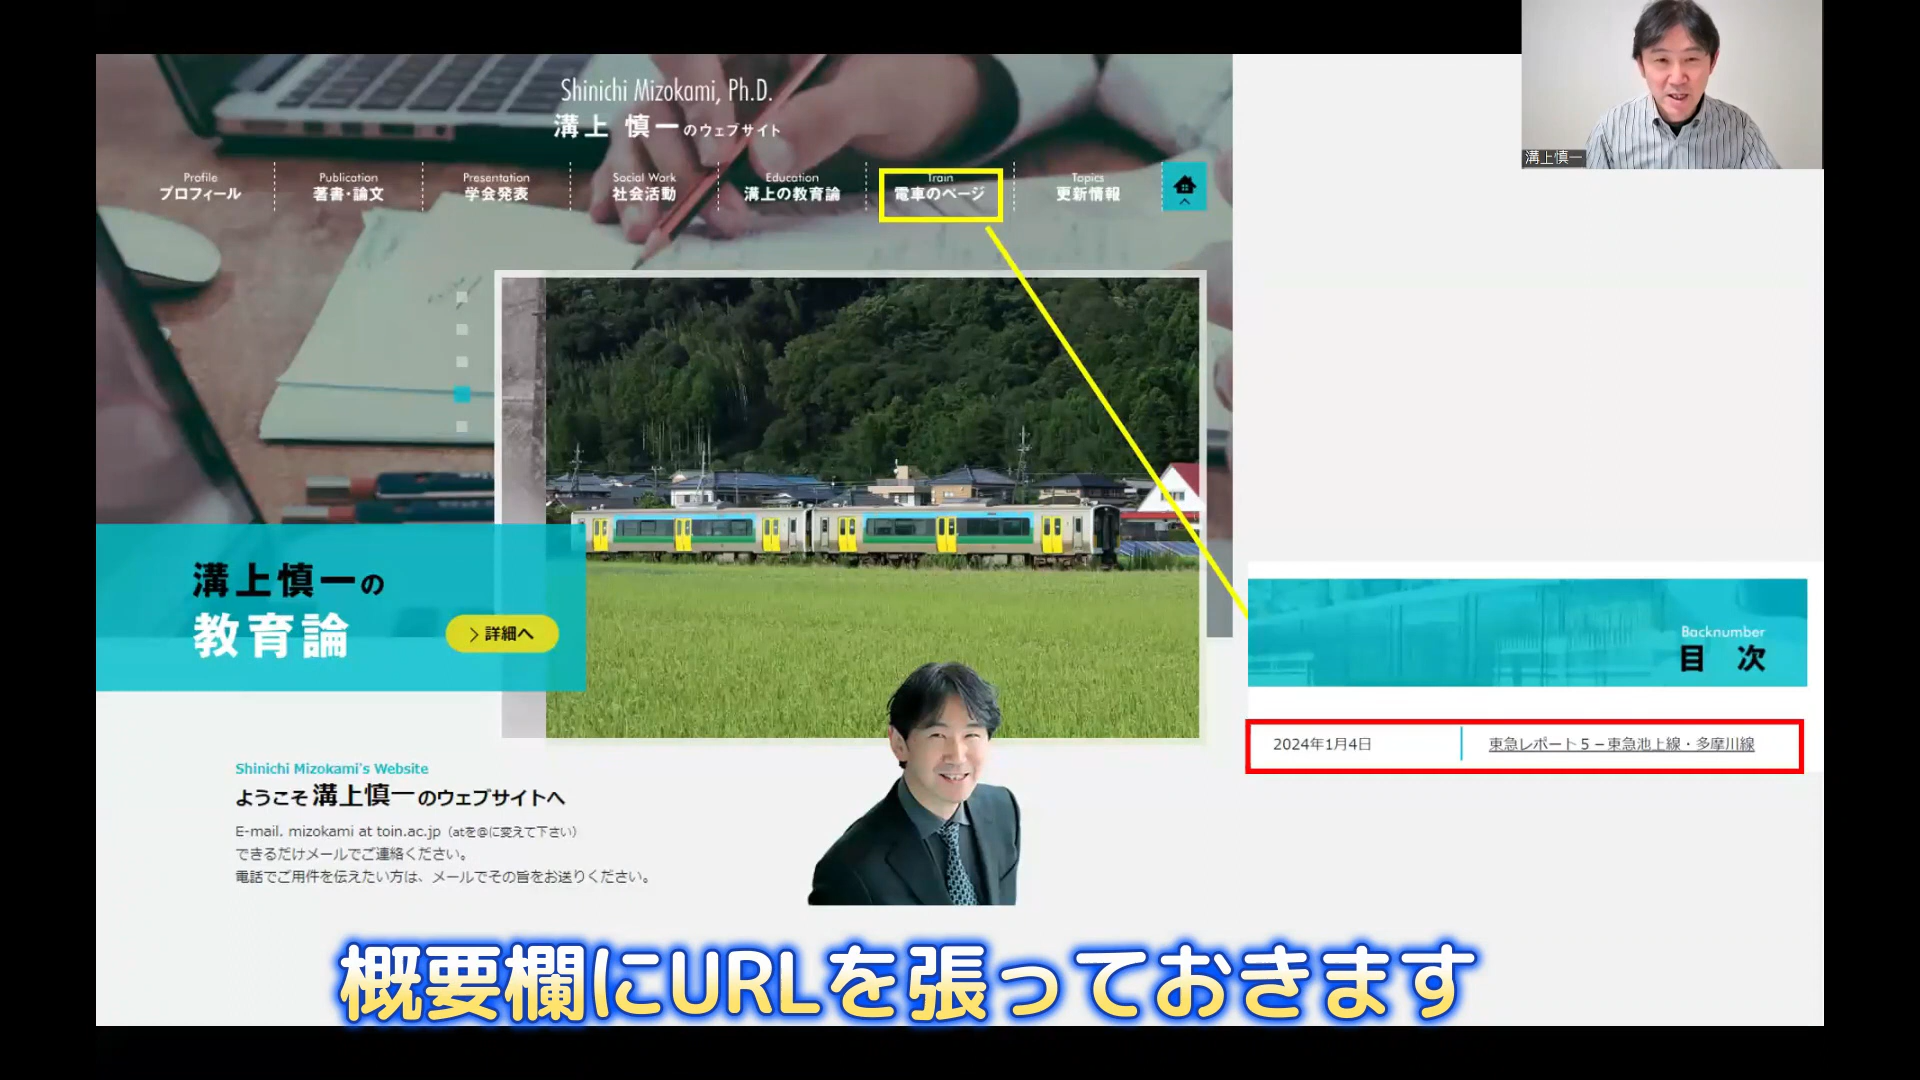 Shinichi Mizokami, Ph.D.
溝上 慎一のウェブサイト
溝上慎一
Profile
プロフィール
Publication
著書・論文
Presentation
学会発表
Social Work
社会活動
Education
溝上の教育論
Train
電車のページ
Topics
更新情報
溝上慎一の
教育論
詳細へ
Backnumber
目 次
2024年1月4日
東急レポート5－東急池上線・多摩川線
Shinichi Mizokami's Website
ようこそ 溝上慎一のウェブサイトへ
E-mail. mizokami at toin.ac.jp（atを@に変えて下さい）
できるだけメールでご連絡ください。
電話でご用件を伝えたい方は、メールでその旨をお送りください。
概要欄にURLを張っておきます